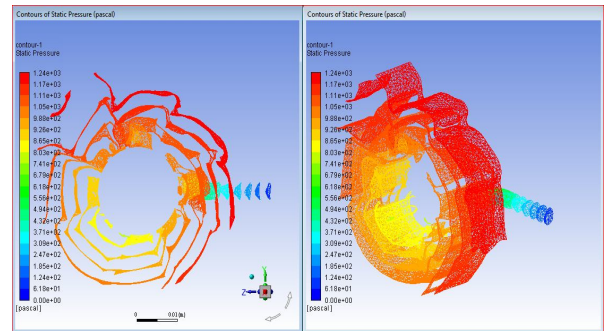 Contours of Static Pressure (pascal)
contour-1
Static Pressure
1.24e+03
1.17e+03
1.11e+03
1.05e+03
9.88e+02
9.26e+02
8.65e+02
8.03e+02
7.41e+02
6.79e+02
6.18e+02
5.56e+02
4.94e+02
4.32e+02
3.71e+02
3.09e+02
2.47e+02
1.85e+02
1.24e+02
6.18e+01
0.00e+00
[pascal]
0 0.01 (m)
Y
Z
Contours of Static Pressure (pascal)
contour-1
Static Pressure
1.24e+03
1.17e+03
1.11e+03
1.05e+03
9.88e+02
9.26e+02
8.65e+02
8.03e+02
7.41e+02
6.79e+02
6.18e+02
5.56e+02
4.94e+02
4.32e+02
3.71e+02
3.09e+02
2.47e+02
1.85e+02
1.24e+02
6.18e+01
0.00e+00
[pascal]